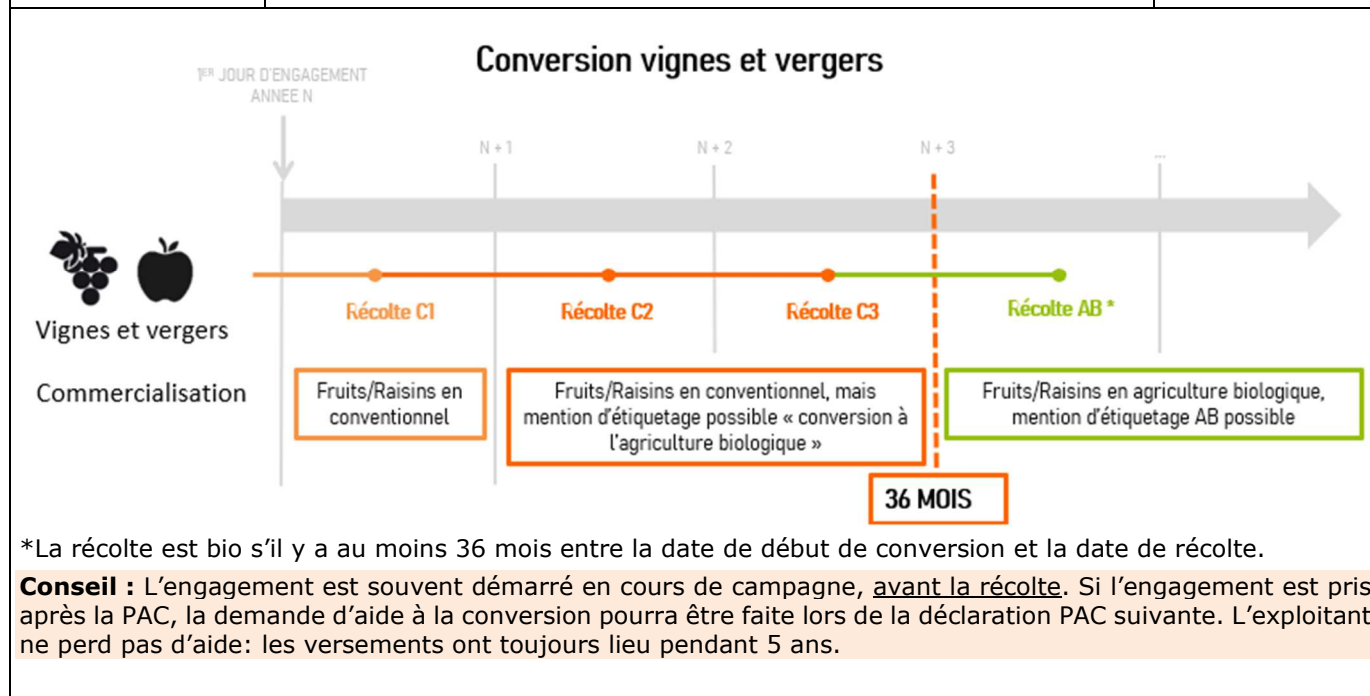 Conversion vignes et vergers
1ER JOUR D'ENGAGEMENT
ANNEE N
N + 1
N + 2
N + 3
...
Récolte C1
Récolte C2
Récolte C3
Récolte AB *
Vignes et vergers
Commercialisation
Fruits/Raisins en
conventionnel
Fruits/Raisins en conventionnel, mais
mention d'étiquetage possible « conversion à
l'agriculture biologique »
Fruits/Raisins en agriculture biologique,
mention d'étiquetage AB possible
36 MOIS
*La récolte est bio s'il y a au moins 36 mois entre la date de début de conversion et la date de récolte.
Conseil : L'engagement est souvent démarré en cours de campagne, avant la récolte. Si l'engagement est pris
après la PAC, la demande d'aide à la conversion pourra être faite lors de la déclaration PAC suivante. L'exploitant
ne perd pas d'aide: les versements ont toujours lieu pendant 5 ans.